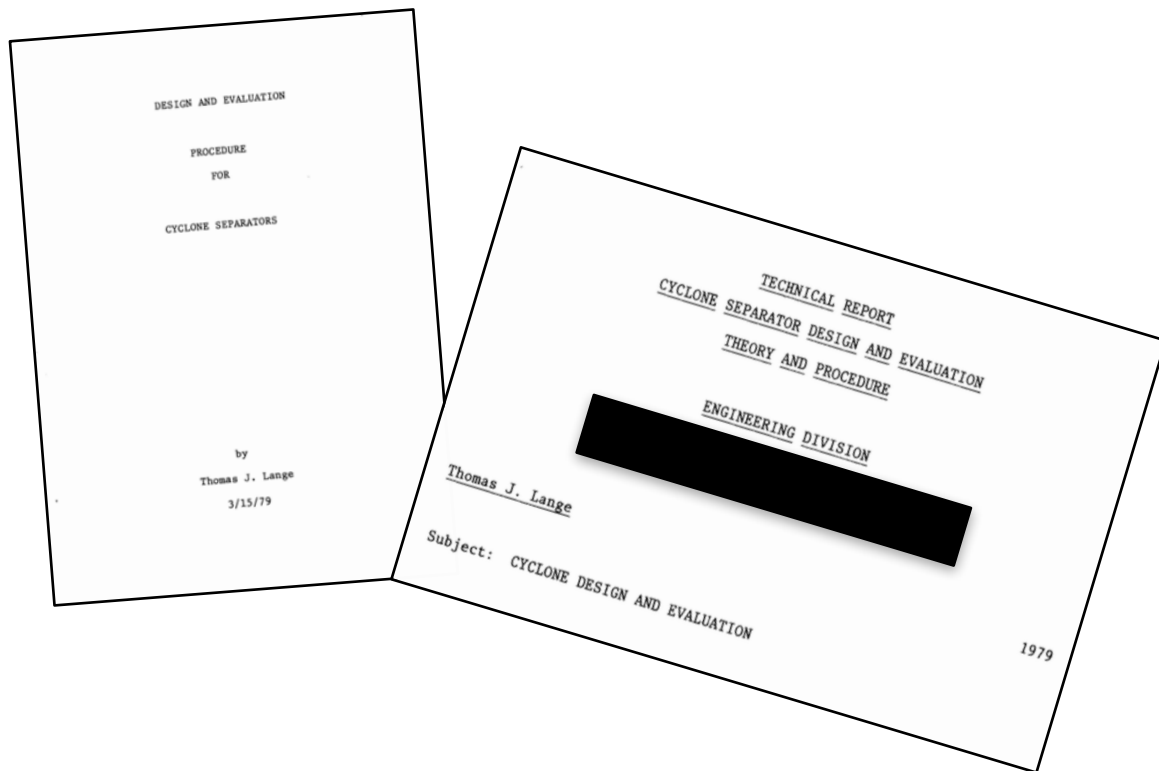 DESIGN AND EVALUATION
PROCEDURE
FOR
CYCLONE SEPARATORS
by
Thomas J. Lange
3/15/79
TECHNICAL REPORT
CYCLONE SEPARATOR DESIGN AND EVALUATION
THEORY AND PROCEDURE
ENGINEERING DIVISION
Thomas J. Lange
Subject: CYCLONE DESIGN AND EVALUATION
1979